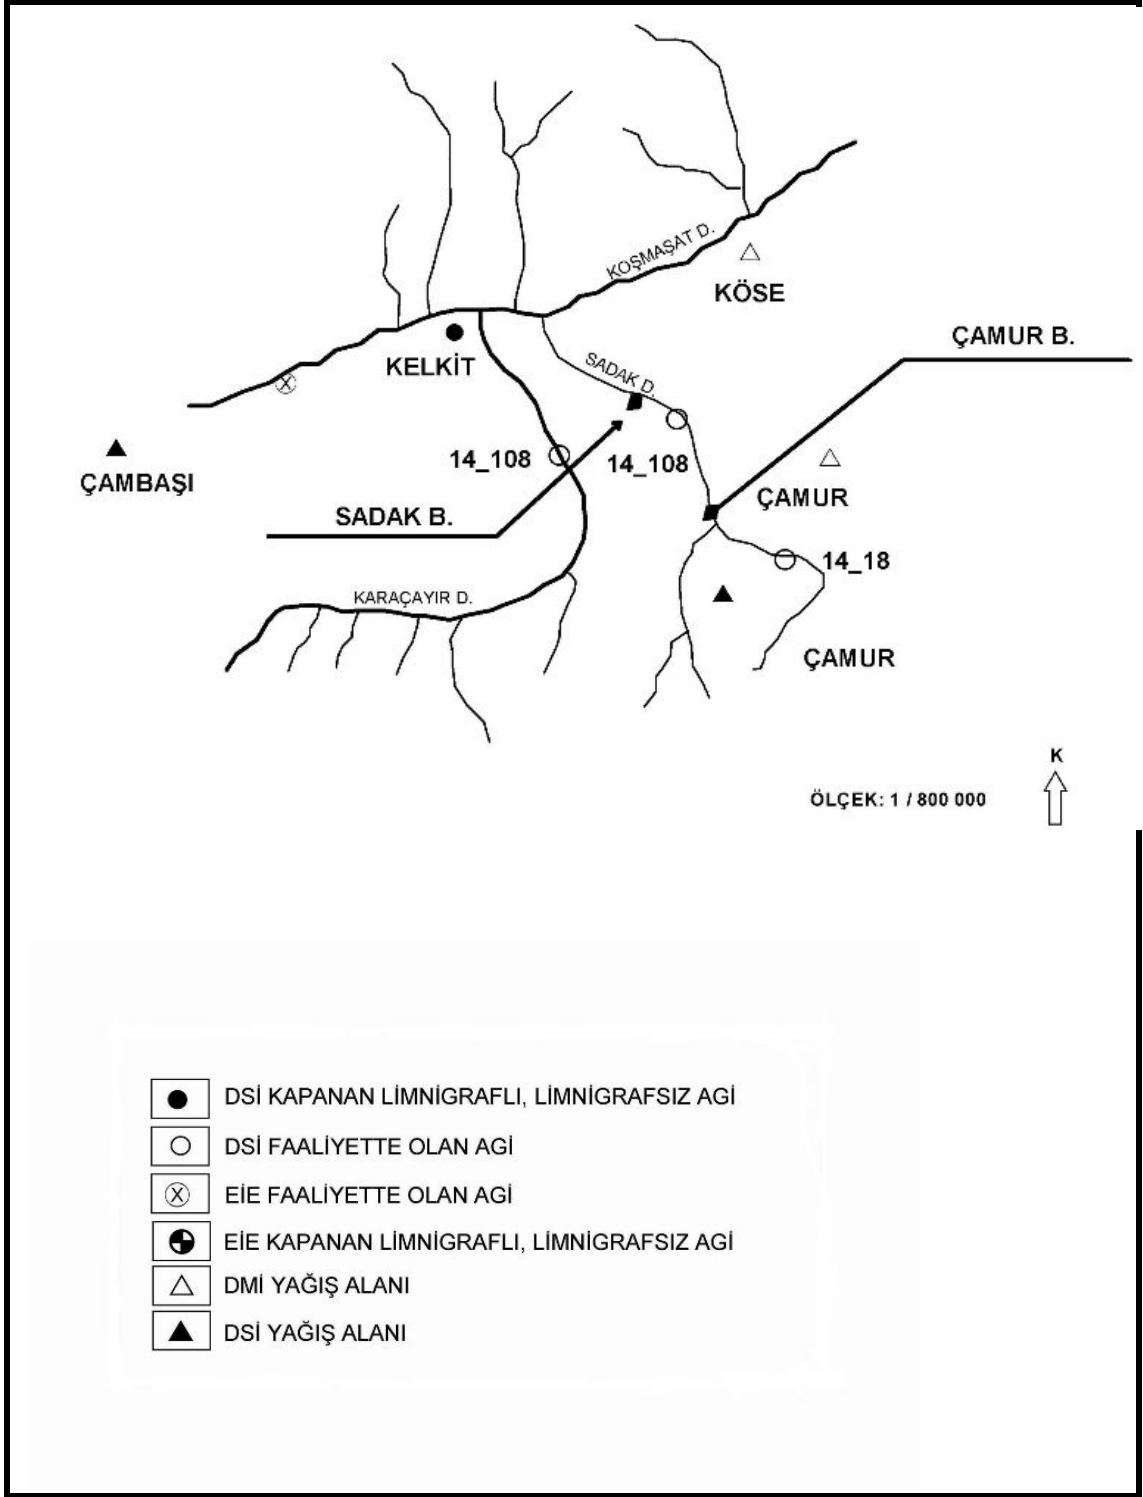 KOŞMAŞAT D.
KÖSE
ÇAMUR B.
KELKİT
SADAK D.
ÇAMBAŞI
14_108
14_108
ÇAMUR
SADAK B.
14_18
KARAÇAYIR D.
ÇAMUR
K
ÖLÇEK: 1 / 800 000
X
X
DSİ KAPANAN LİMNİGRAFLI, LİMNİGRAFSIZ AGİ
DSİ FAALİYETTE OLAN AGİ
EİE FAALİYETTE OLAN AGİ
EİE KAPANAN LİMNİGRAFLI, LİMNİGRAFSIZ AGİ
DMİ YAĞIŞ ALANI
DSİ YAĞIŞ ALANI